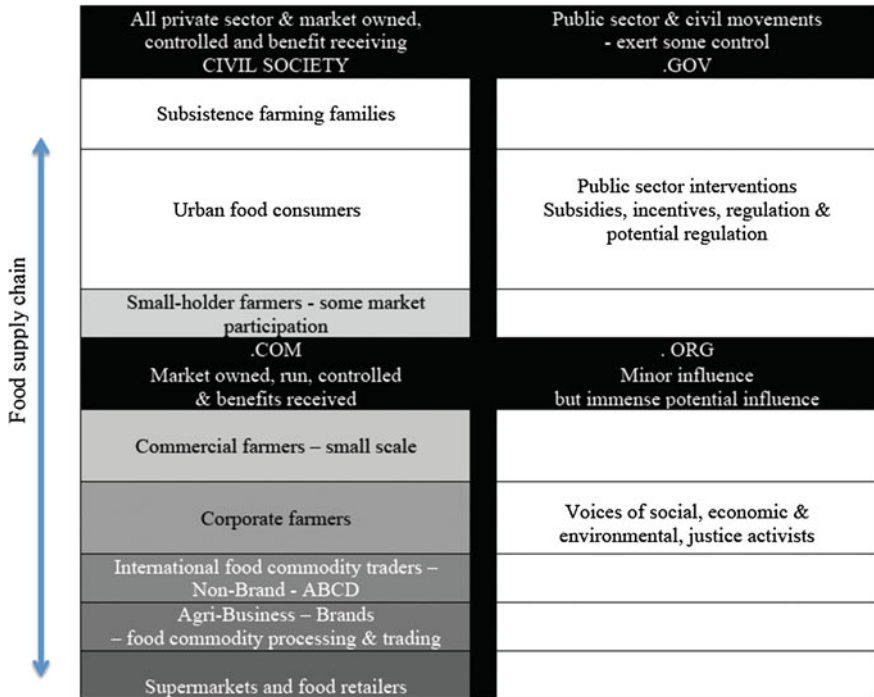 Food supply chain
All private sector & market owned,
controlled and benefit receiving
CIVIL SOCIETY
Public sector & civil movements
- exert some control
.GOV
Subsistence farming families
Urban food consumers
Public sector interventions
Subsidies, incentives, regulation &
potential regulation
Small-holder farmers - some market
participation
.COM
Market owned, run, controlled
& benefits received
. ORG
Minor influence
but immense potential influence
Commercial farmers – small scale
Corporate farmers
Voices of social, economic &
environmental, justice activists
International food commodity traders –
Non-Brand - ABCD
Agri-Business – Brands
– food commodity processing & trading
Supermarkets and food retailers